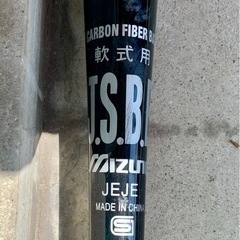 CARBON FIBER B
軟式用
J.S.B.B
MIZUN
JEJE
MADE IN CHINA
S